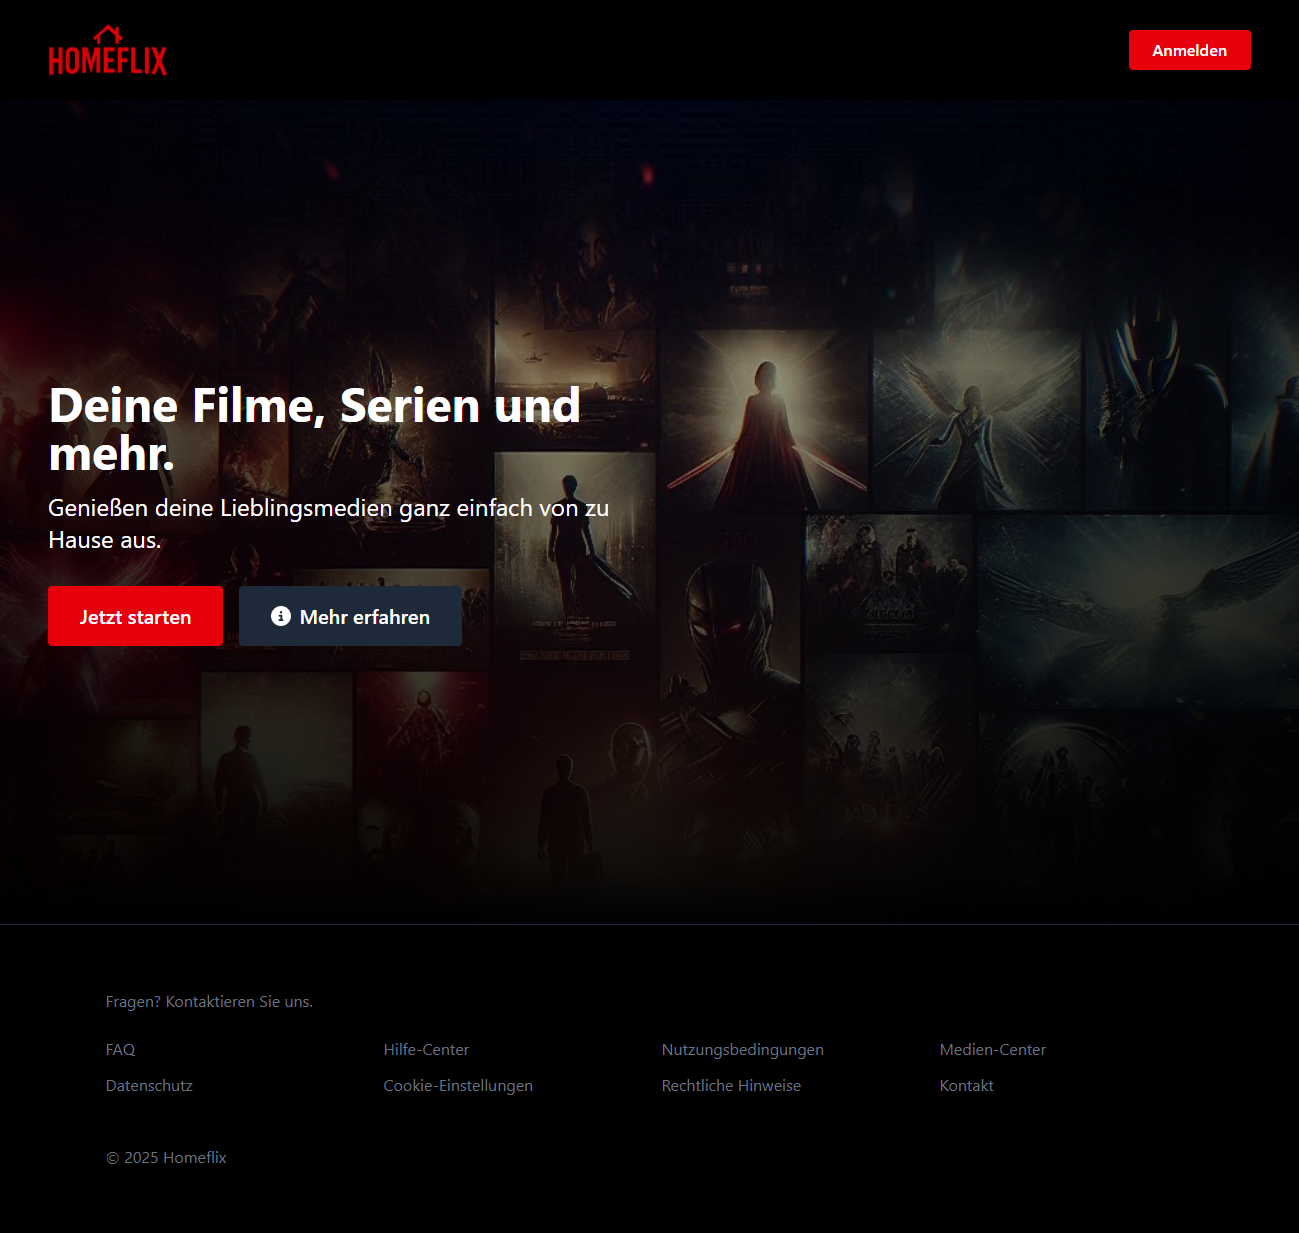 HOMEFLIX
Anmelden
Deine Filme, Serien und
mehr.
Genießen deine Lieblingsmedien ganz einfach von zu
Hause aus.
Jetzt starten
Mehr erfahren
Fragen? Kontaktieren Sie uns.
FAQ
Hilfe-Center
Nutzungsbedingungen
Medien-Center
Datenschutz
Cookie-Einstellungen
Rechtliche Hinweise
Kontakt
© 2025 Homeflix